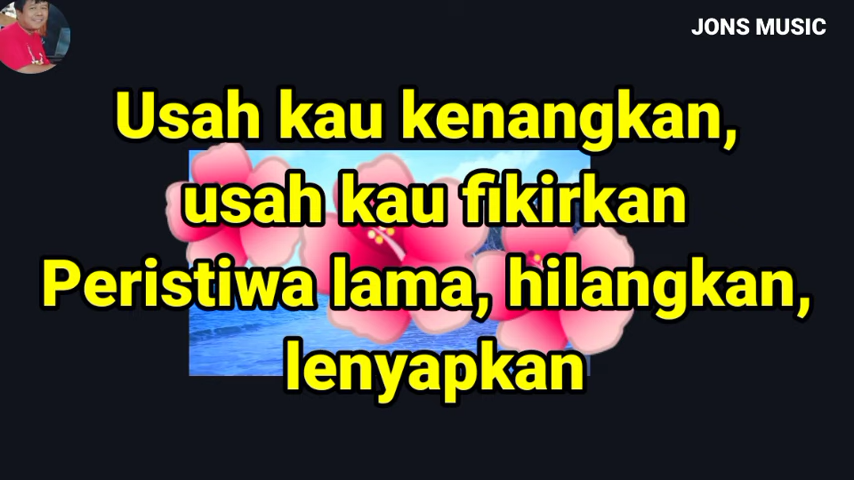 JONS MUSIC
Usah kau kenangkan,
usah kau fikirkan
Peristiwa lama, hilangkan,
lenyapkan